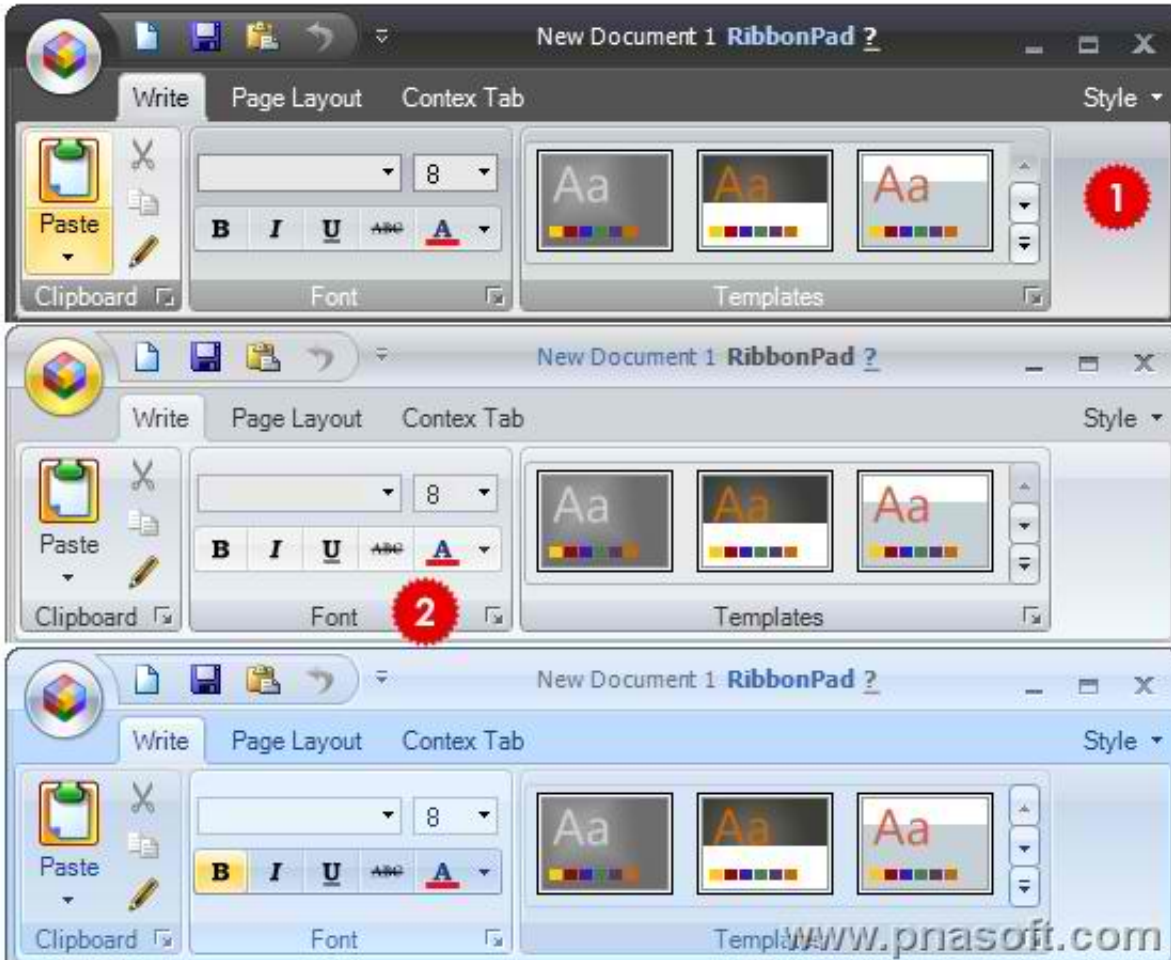 New Document 1 RibbonPad ?
Write Page Layout Contex Tab Style
8
Aa Aa Aa
1
Paste
B I U ABC A
Clipboard Font Templates
New Document 1 RibbonPad ?
Write Page Layout Contex Tab Style
8
Aa Aa Aa
Paste
B I U ABC A
Clipboard Font 2 Templates
New Document 1 RibbonPad ?
Write Page Layout Contex Tab Style
8
Aa Aa Aa
Paste
B I U ABC A
Clipboard Font Templates
www.pnasoft.com